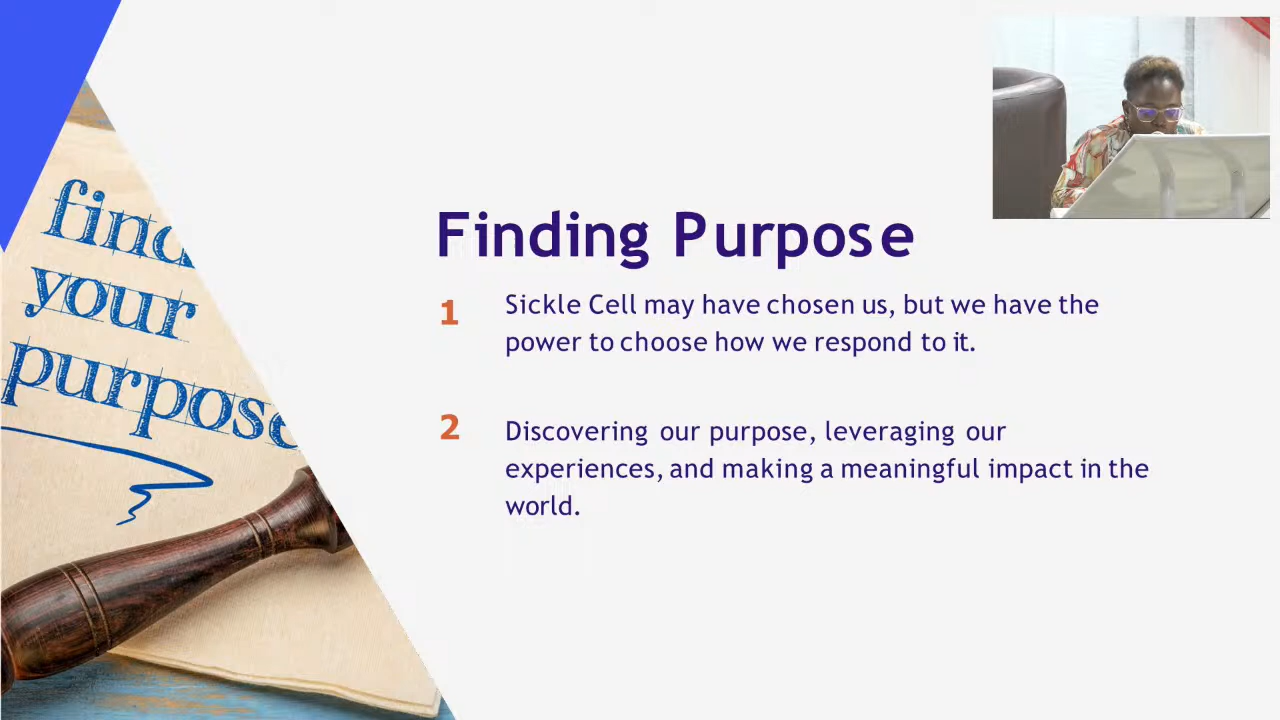 find
your
purpose
Finding Purpose
1 Sickle Cell may have chosen us, but we have the
power to choose how we respond to it.
2 Discovering our purpose, leveraging our
experiences, and making a meaningful impact in the
world.